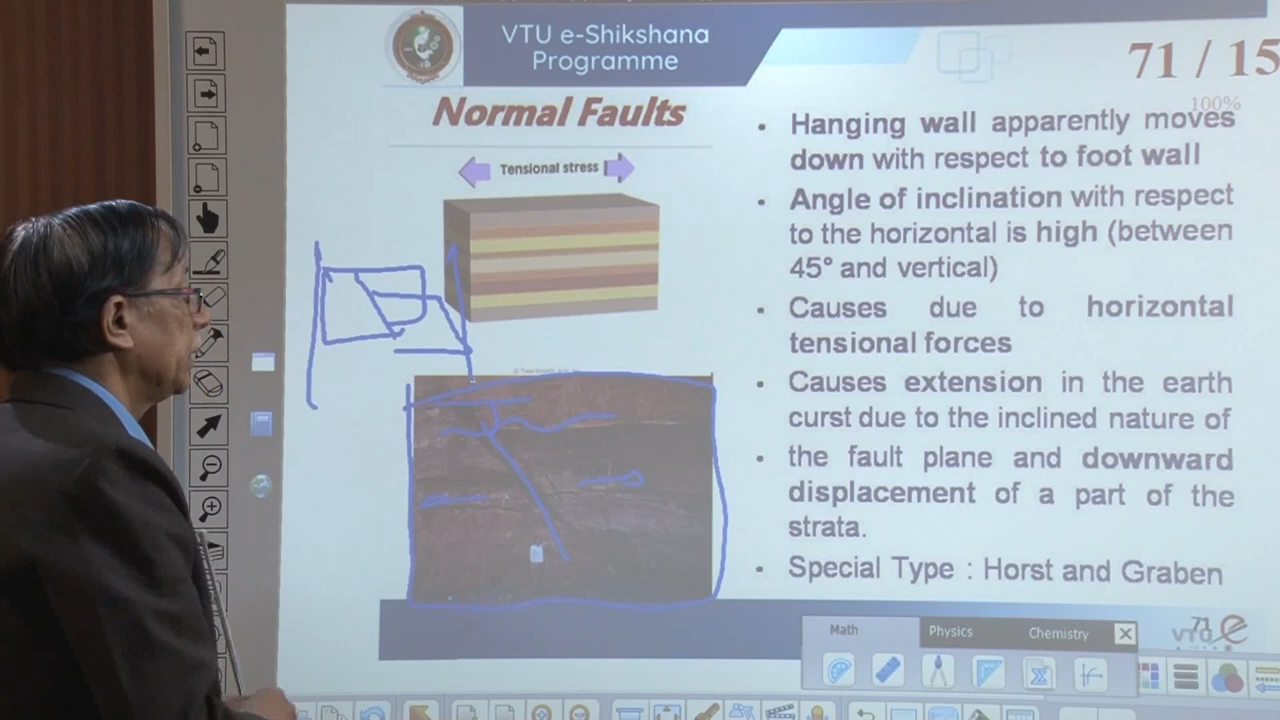 VTU e-Shikshana
Programme
71 / 15
100%
Normal Faults
Tensional stress
Hanging wall apparently moves
down with respect to foot wall
Angle of inclination with respect
to the horizontal is high (between
45° and vertical)
Causes due to horizontal
tensional forces
Causes extension in the earth
curst due to the inclined nature of
the fault plane and downward
displacement of a part of the
strata.
Special Type : Horst and Graben
Math
Physics
Chemistry
71
VTU e